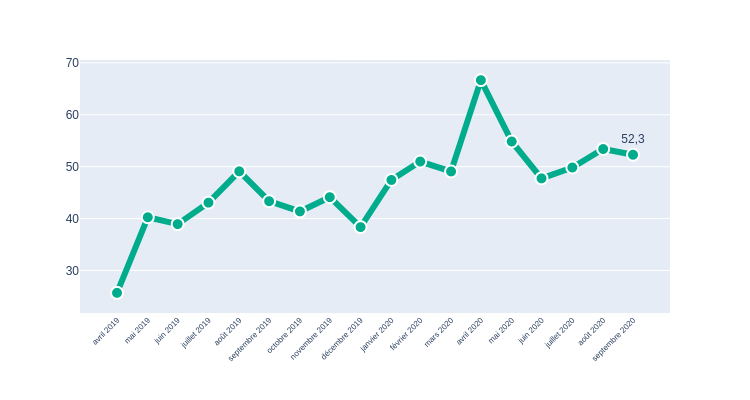 70
60
50
40
30
52,3
avril 2019
mai 2019
juin 2019
juillet 2019
août 2019
septembre 2019
octobre 2019
novembre 2019
décembre 2019
janvier 2020
février 2020
mars 2020
avril 2020
mai 2020
juin 2020
juillet 2020
août 2020
septembre 2020